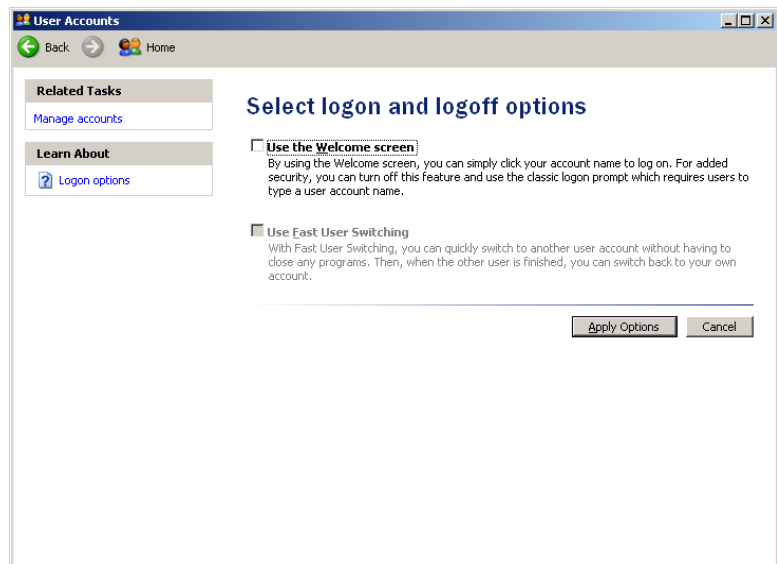 User Accounts
Back Home
Related Tasks
Manage accounts
Learn About
Logon options
Select logon and logoff options
Use the Welcome screen
By using the Welcome screen, you can simply click your account name to log on. For added
security, you can turn off this feature and use the classic logon prompt which requires users to
type a user account name.
Use Fast User Switching
With Fast User Switching, you can quickly switch to another user account without having to
close any programs. Then, when the other user is finished, you can switch back to your own
account.
Apply Options Cancel